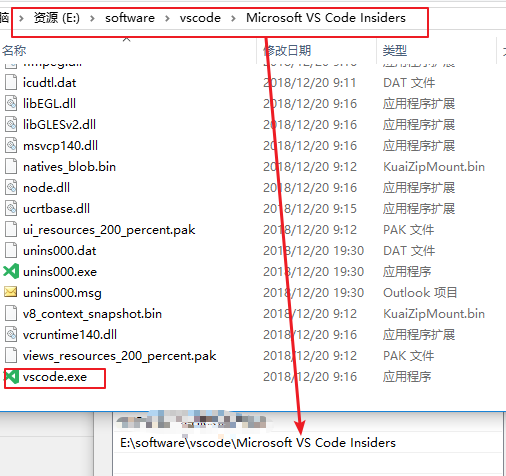 资源 (E:) > software > vscode > Microsoft VS Code Insiders
名称 修改日期 类型
icudtl.dat 2018/12/20 9:11 DAT 文件
libEGL.dll 2018/12/20 9:16 应用程序扩展
libGLESv2.dll 2018/12/20 9:16 应用程序扩展
msvcp140.dll 2018/12/20 9:16 应用程序扩展
natives_blob.bin 2018/12/20 9:12 KuaiZipMount.bin
node.dll 2018/12/20 9:16 应用程序扩展
ucrtbase.dll 2018/12/20 9:15 应用程序扩展
ui_resources_200_percent.pak 2018/12/20 9:12 PAK 文件
unins000.dat 2018/12/20 19:30 DAT 文件
unins000.exe 2018/12/20 19:30 应用程序
unins000.msg 2018/12/20 19:30 Outlook 项目
v8_context_snapshot.bin 2018/12/20 9:12 KuaiZipMount.bin
vcruntime140.dll 2018/12/20 9:16 应用程序扩展
views_resources_200_percent.pak 2018/12/20 9:12 PAK 文件
vscode.exe 2018/12/20 9:16 应用程序
E:\software\vscode\Microsoft VS Code Insiders